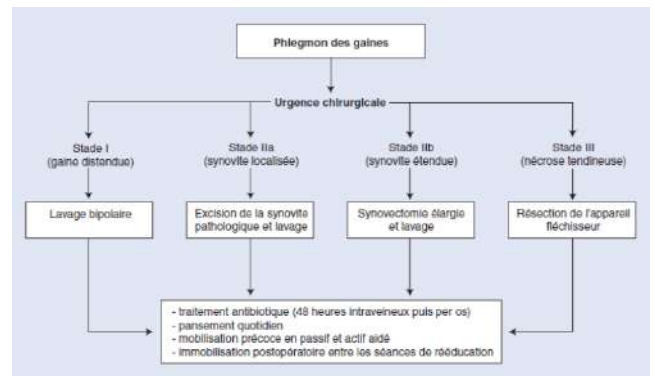 Phlegmon des gaines
Urgence chirurgicale
Stade I
(gaine distendue)
Stade IIa
(synovite localisée)
Stade IIb
(synovite étendue)
Stade III
(nécrose tendineuse)
Lavage bipolaire
Excision de la synovite
pathologique et lavage
Synovectomie élargie
et lavage
Résection de l'appareil
fléchisseur
- traitement antibiotique (48 heures intraveineux puis per os)
- pansement quotidien
- mobilisation précoce en passif et actif aidé
- immobilisation postopératoire entre les séances de rééducation